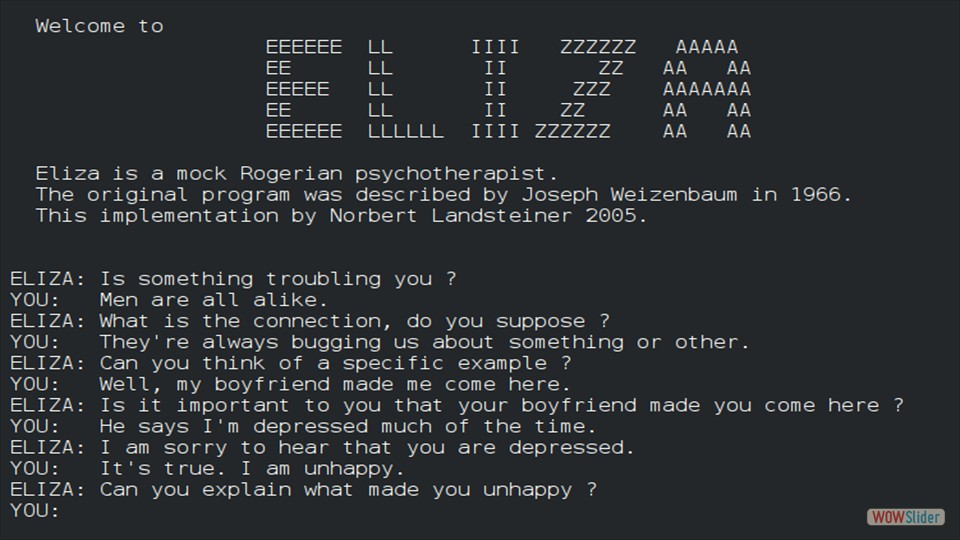 Welcome to
EEEEEE  LL      IIII   ZZZZZZ   AAAAA
EE      LL       II       ZZ   AA   AA
EEEEE   LL       II     ZZZ    AAAAAAA
EE      LL       II    ZZ      AA   AA
EEEEEE  LLLLLL  IIII ZZZZZZ    AA   AA
Eliza is a mock Rogerian psychotherapist.
The original program was described by Joseph Weizenbaum in 1966.
This implementation by Norbert Landsteiner 2005.
ELIZA: Is something troubling you ?
YOU:   Men are all alike.
ELIZA: What is the connection, do you suppose ?
YOU:   They're always bugging us about something or other.
ELIZA: Can you think of a specific example ?
YOU:   Well, my boyfriend made me come here.
ELIZA: Is it important to you that your boyfriend made you come here ?
YOU:   He says I'm depressed much of the time.
ELIZA: I am sorry to hear that you are depressed.
YOU:   It's true. I am unhappy.
ELIZA: Can you explain what made you unhappy ?
YOU:
WOWSlider